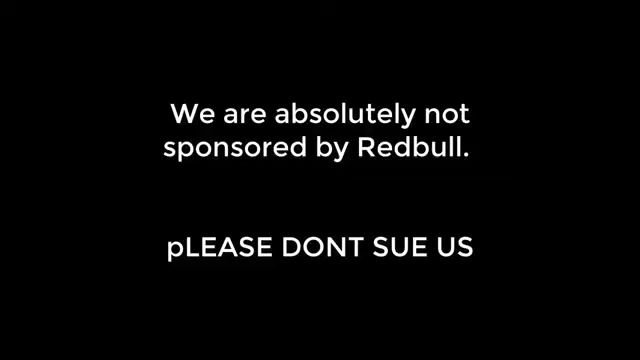 We are absolutely not
sponsored by Redbull.
pLEASE DONT SUE US